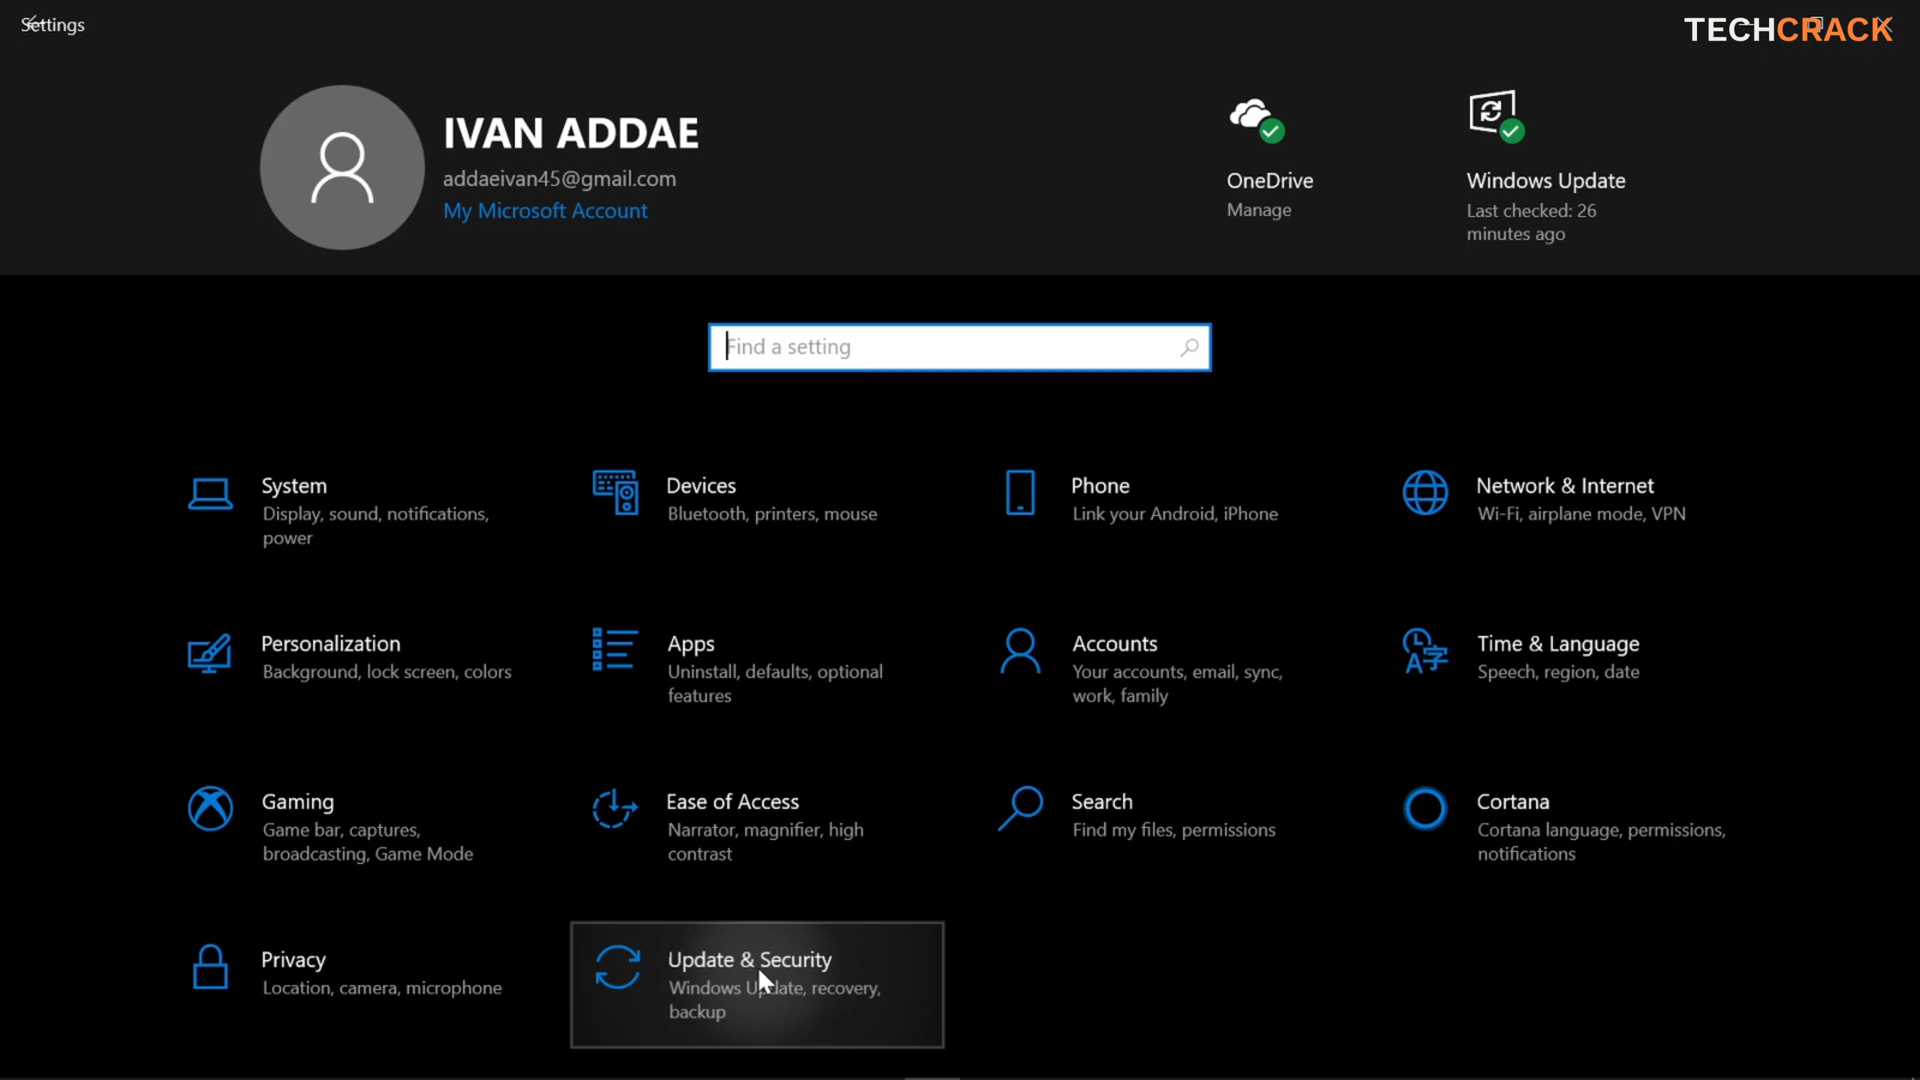 Settings
TECHCRACK
IVAN ADDAE
addaeivan45@gmail.com
My Microsoft Account
OneDrive
Manage
Windows Update
Last checked: 26
minutes ago
Find a setting
System
Display, sound, notifications,
power
Devices
Bluetooth, printers, mouse
Phone
Link your Android, iPhone
Network & Internet
Wi-Fi, airplane mode, VPN
Personalization
Background, lock screen, colors
Apps
Uninstall, defaults, optional
features
Accounts
Your accounts, email, sync,
work, family
Time & Language
Speech, region, date
Gaming
Game bar, captures,
broadcasting, Game Mode
Ease of Access
Narrator, magnifier, high
contrast
Search
Find my files, permissions
Cortana
Cortana language, permissions,
notifications
Privacy
Location, camera, microphone
Update & Security
Windows Update, recovery,
backup